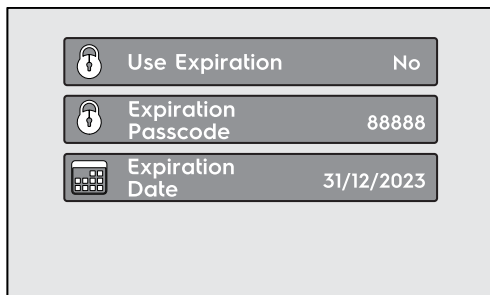 Use Expiration No
Expiration
Passcode 88888
Expiration
Date 31/12/2023